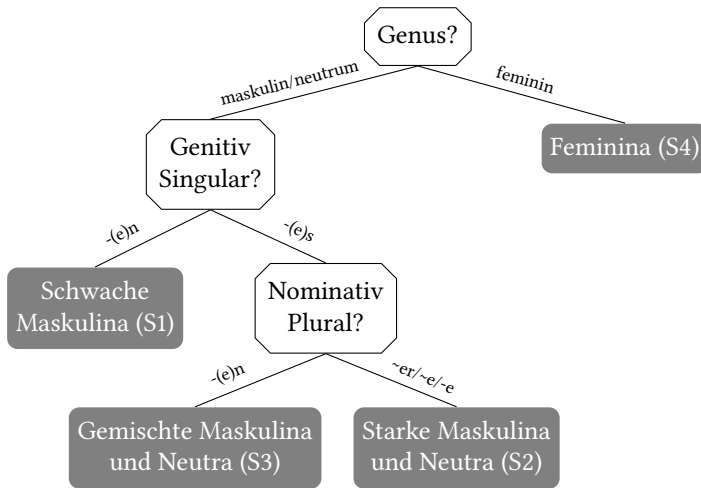 Genus?
maskulin/neutrum
feminin
Genitiv
Singular?
Feminina (S4)
-(e)n
-(e)s
Schwache
Maskulina (S1)
Nominativ
Plural?
-(e)n
~er/~e/-e
Gemischte Maskulina
und Neutra (S3)
Starke Maskulina
und Neutra (S2)